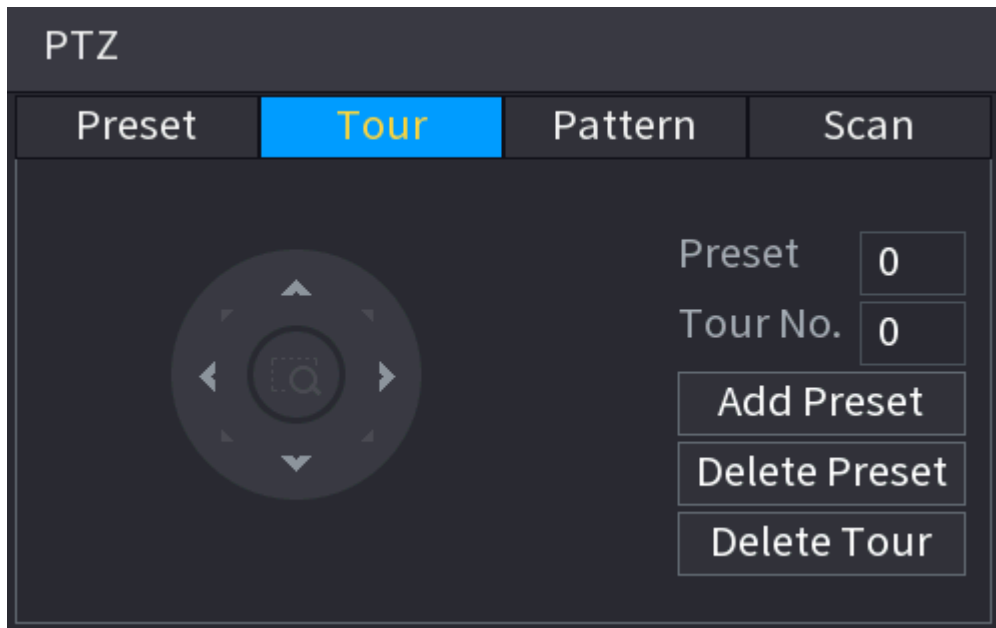 PTZ
Preset Tour Pattern Scan
Preset 0
Tour No. 0
Add Preset
Delete Preset
Delete Tour